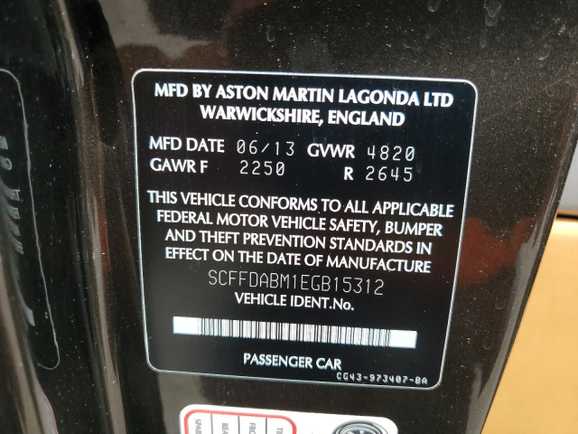 MFD BY ASTON MARTIN LAGONDA LTD
WARWICKSHIRE, ENGLAND
MFD DATE 06/13 GVWR 4820
GAWR F 2250 R 2645
THIS VEHICLE CONFORMS TO ALL APPLICABLE
FEDERAL MOTOR VEHICLE SAFETY, BUMPER
AND THEFT PREVENTION STANDARDS IN
EFFECT ON THE DATE OF MANUFACTURE
SCFFDABM1EGB15312
VEHICLE IDENT.No.
PASSENGER CAR
CG43-973407-BA